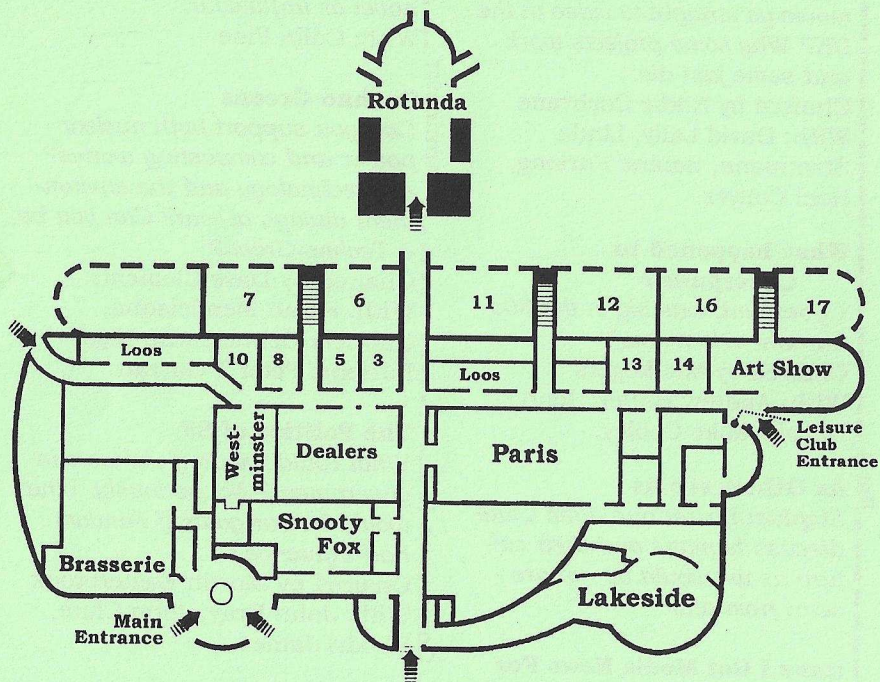 Rotunda
7
6
11
12
16
17
Loos
10
8
5
3
Loos
13
14
Art Show
West-
minster
Dealers
Paris
Leisure
Club
Entrance
Snooty
Fox
Brasserie
Lakeside
Main
Entrance